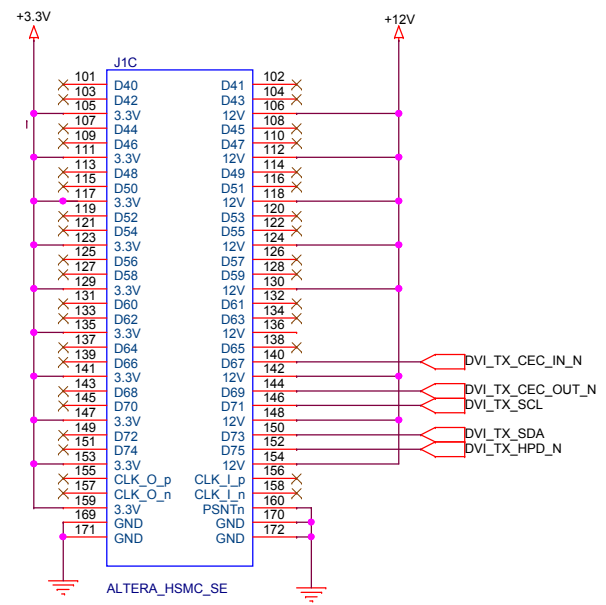 +3.3V +12V
J1C
101 D40 D41 102
103 D42 D43 104
105 3.3V 12V 106
107 D44 D45 108
109 D46 D47 110
111 3.3V 12V 112
113 D48 D49 114
115 D50 D51 116
117 3.3V 12V 118
119 D52 D53 120
121 D54 D55 122
123 3.3V 12V 124
125 D56 D57 126
127 D58 D59 128
129 3.3V 12V 130
131 D60 D61 132
133 D62 D63 134
135 3.3V 12V 136
137 D64 D65 138
139 D66 D67 140 DVI_TX_CEC_IN_N
141 3.3V 12V 142
143 D68 D69 144 DVI_TX_CEC_OUT_N
145 D70 D71 146 DVI_TX_SCL
147 3.3V 12V 148
149 D72 D73 150 DVI_TX_SDA
151 D74 D75 152 DVI_TX_HPD_N
153 3.3V 12V 154
155 CLK_O_p CLK_I_p 156
157 CLK_O_n CLK_I_n 158
159 3.3V PSNTn 160
169 GND GND 170
171 GND GND 172
ALTERA_HSMC_SE